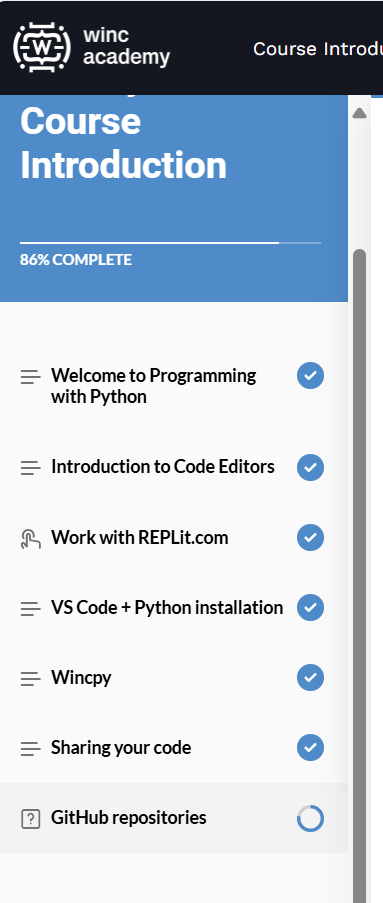 winc
academy
Course Introdu
Course
Introduction
86% COMPLETE
Welcome to Programming
with Python
Introduction to Code Editors
Work with REPLit.com
VS Code + Python installation
Wincpy
Sharing your code
GitHub repositories